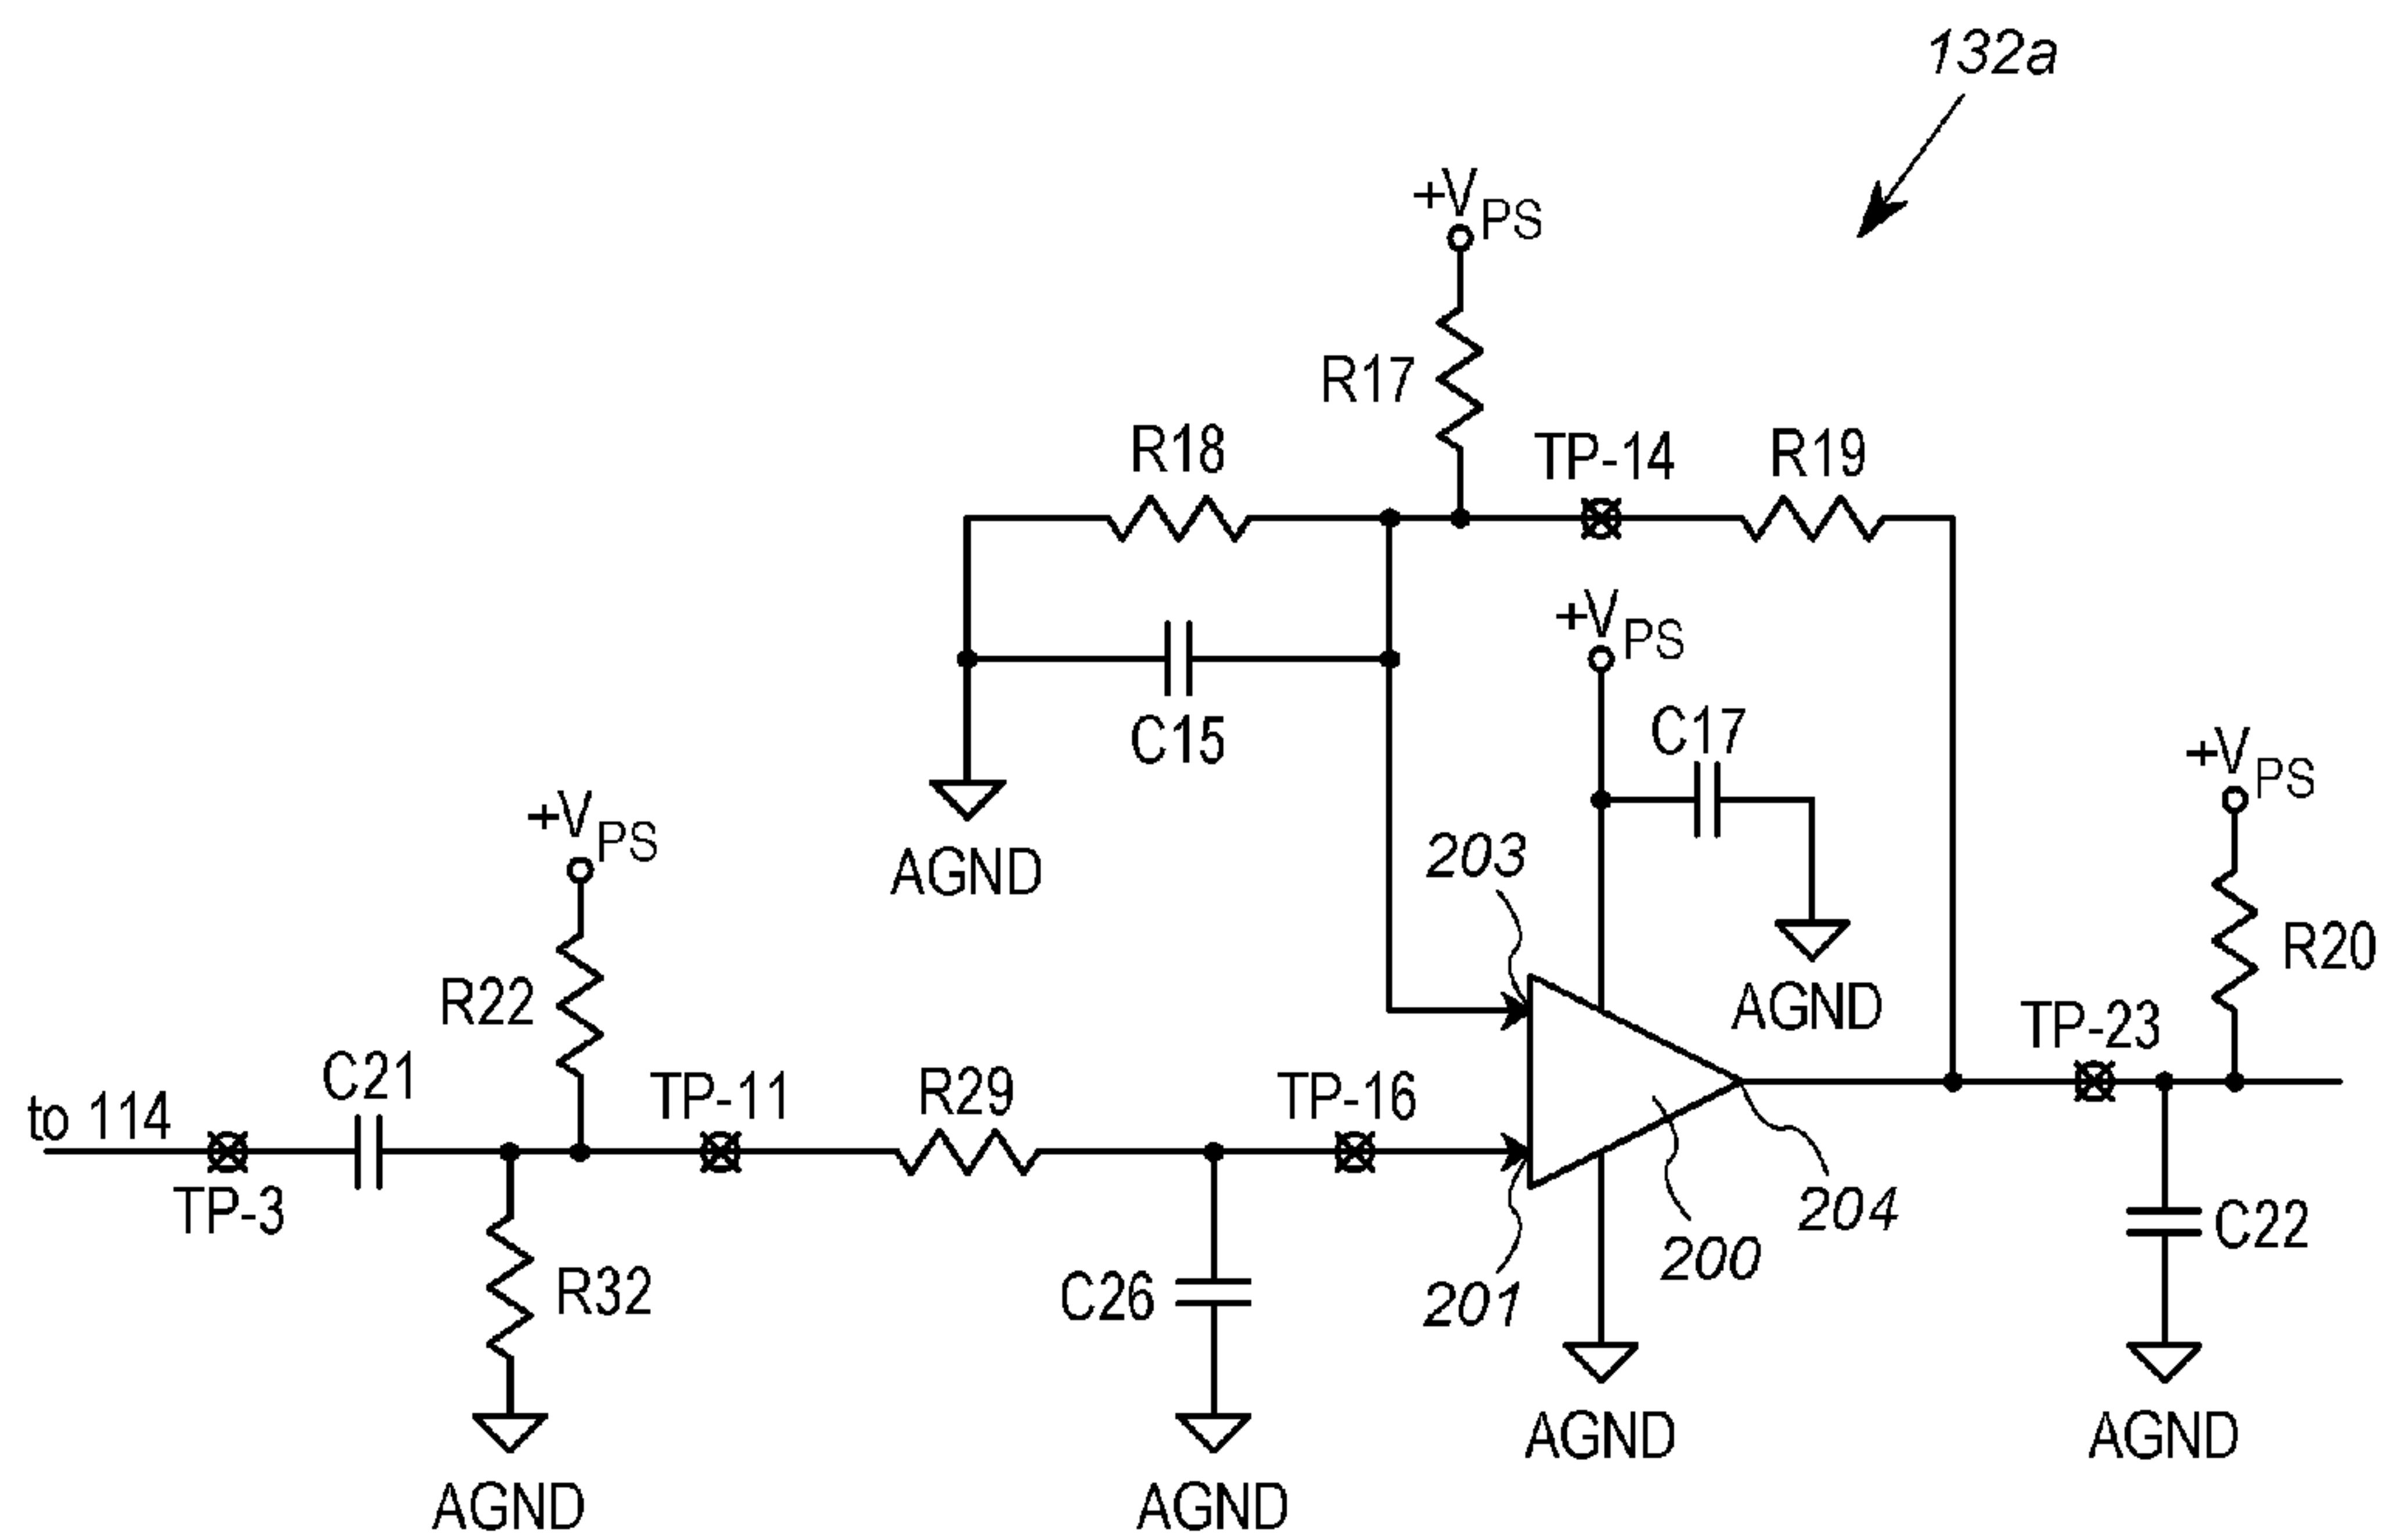 132a
+VPS
R17
R18
TP-14
R19
+VPS
C15
C17
+VPS
+VPS
AGND
203
R22
R20
AGND
C21
TP-11
R29
TP-16
TP-23
to 114
TP-3
204
C22
R32
C26
201
200
AGND
AGND
AGND
AGND